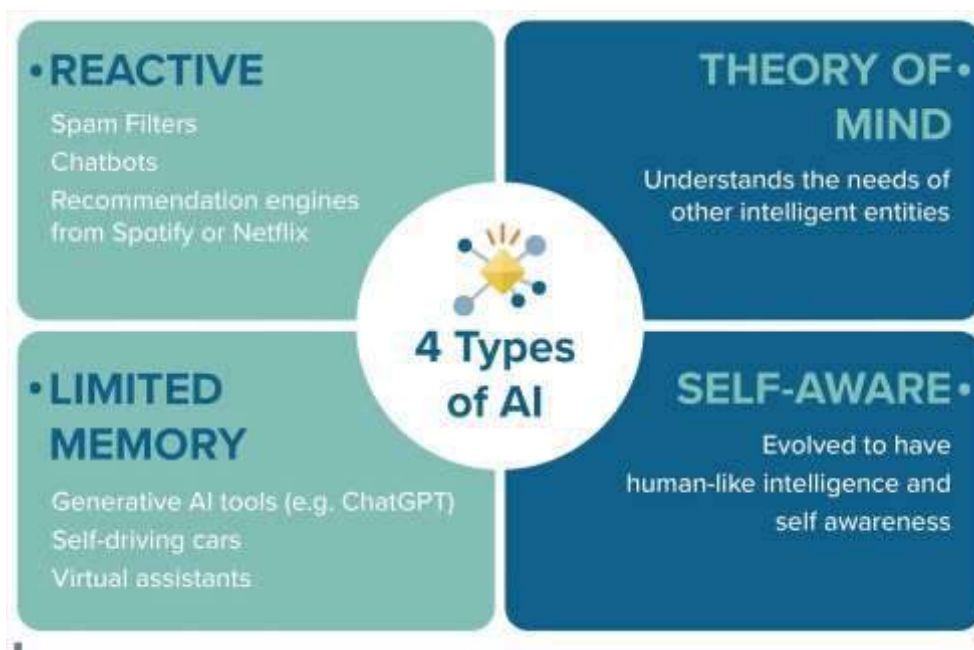 • REACTIVE
Spam Filters
Chatbots
Recommendation engines
from Spotify or Netflix
THEORY OF •
MIND
Understands the needs of
other intelligent entities
4 Types
of AI
• LIMITED
MEMORY
Generative AI tools (e.g. ChatGPT)
Self-driving cars
Virtual assistants
SELF-AWARE •
Evolved to have
human-like intelligence and
self awareness